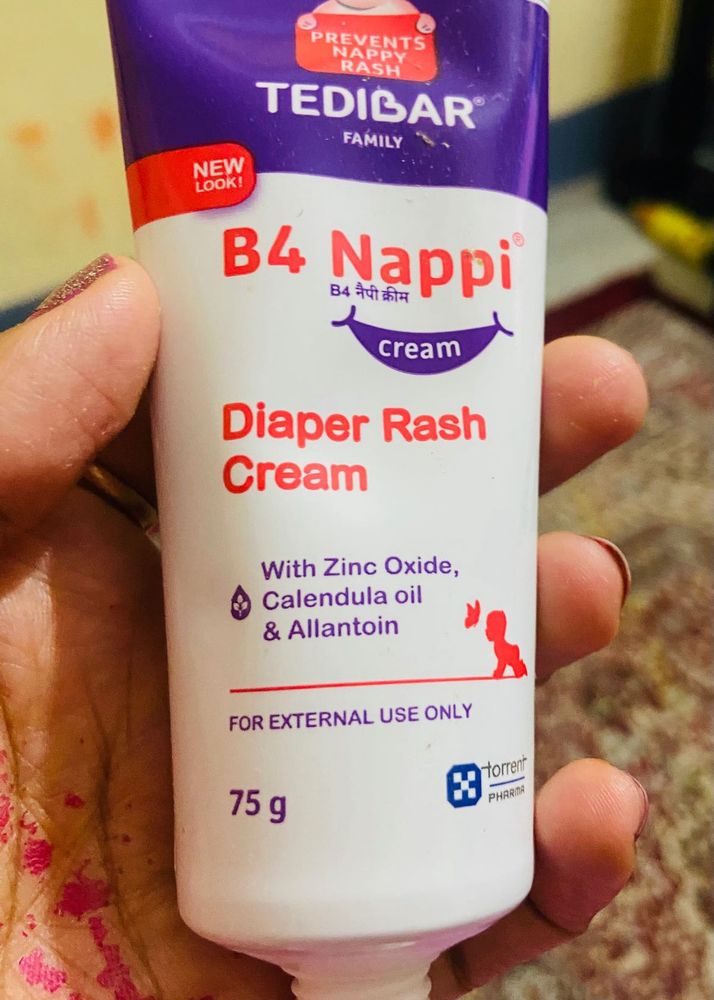 PREVENTS
NAPPY
RASH
TEDIBAR®
FAMILY
NEW
LOOK!
B4 Nappi®
B4 नैपी क्रीम
cream
Diaper Rash
Cream
With Zinc Oxide,
Calendula oil
& Allantoin
FOR EXTERNAL USE ONLY
torrent
PHARMA
75 g